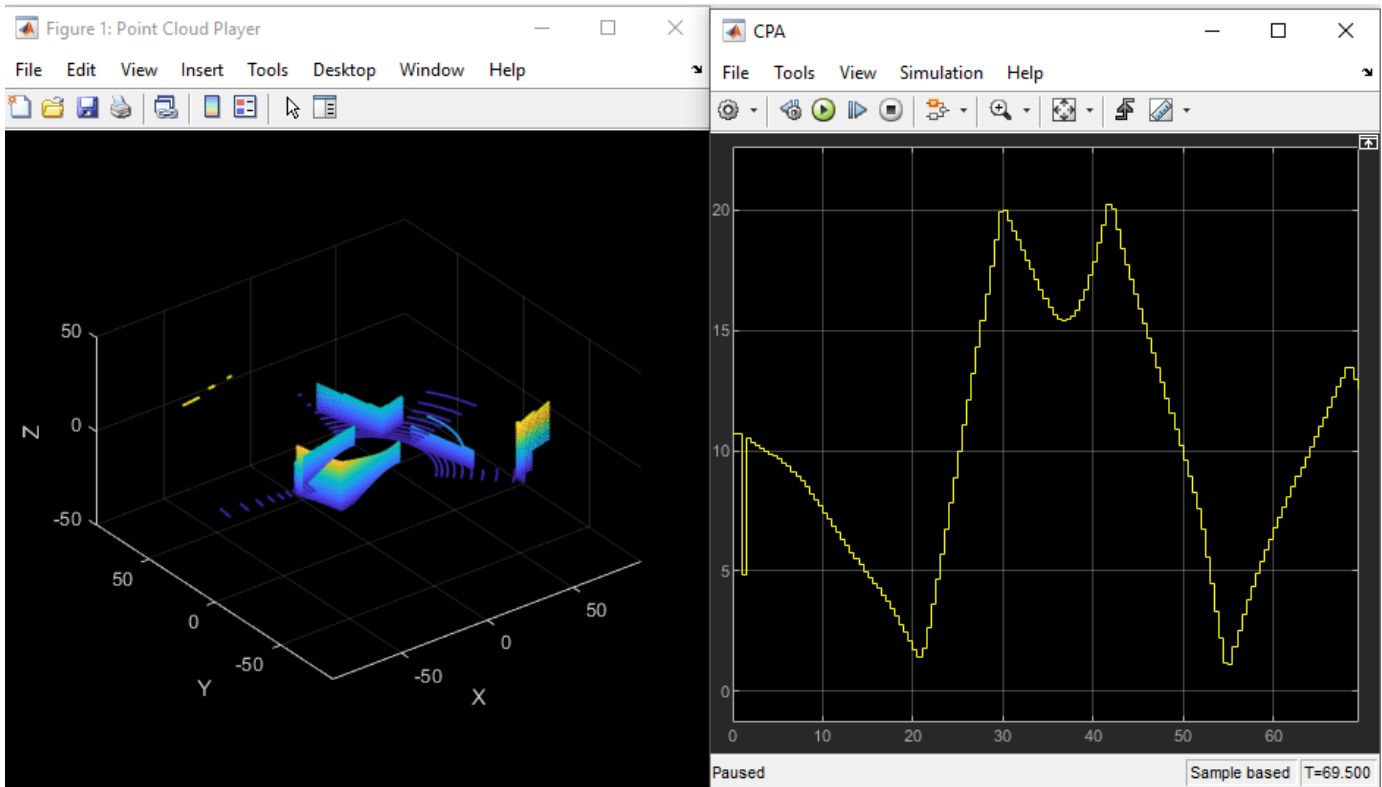 Figure 1: Point Cloud Player
File Edit View Insert Tools Desktop Window Help
50
0
-50
Z
50
0
-50
Y
50
0
-50
X
CPA
File Tools View Simulation Help
20
15
10
5
0
0 10 20 30 40 50 60
Paused Sample based T=69.500